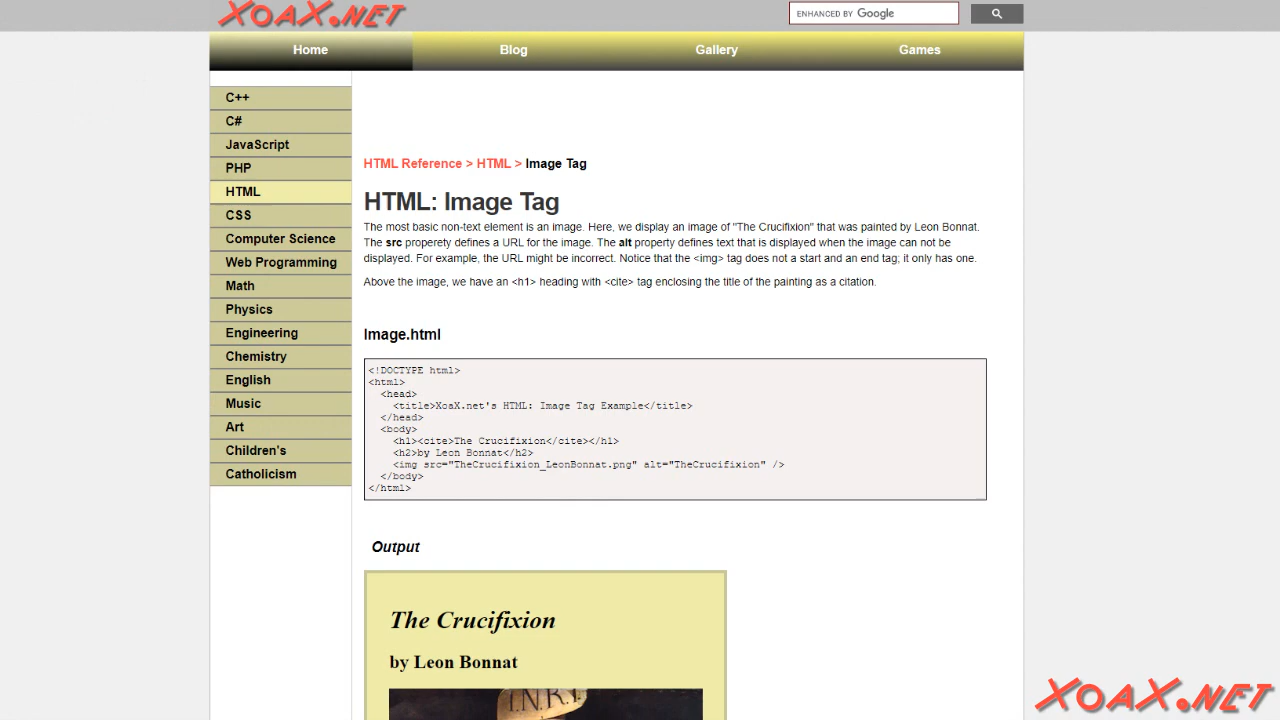 XOAX.NET
ENHANCED BY Google
Home
Blog
Gallery
Games
C++
C#
JavaScript
PHP
HTML
CSS
Computer Science
Web Programming
Math
Physics
Engineering
Chemistry
English
Music
Art
Children's
Catholicism
HTML Reference > HTML > Image Tag
HTML: Image Tag
The most basic non-text element is an image. Here, we display an image of "The Crucifixion" that was painted by Leon Bonnat.
The src properety defines a URL for the image. The alt property defines text that is displayed when the image can not be
displayed. For example, the URL might be incorrect. Notice that the <img> tag does not a start and an end tag; it only has one.
Above the image, we have an <h1> heading with <cite> tag enclosing the title of the painting as a citation.
Image.html
<!DOCTYPE html>
<html>
<head>
<title>XoaX.net's HTML: Image Tag Example</title>
</head>
<body>
<h1><cite>The Crucifixion</cite></h1>
<h2>by Leon Bonnat</h2>
<img src="TheCrucifixion_LeonBonnat.png" alt="TheCrucifixion" />
</body>
</html>
Output
The Crucifixion
by Leon Bonnat
I.N.R.I
XOAX.NET